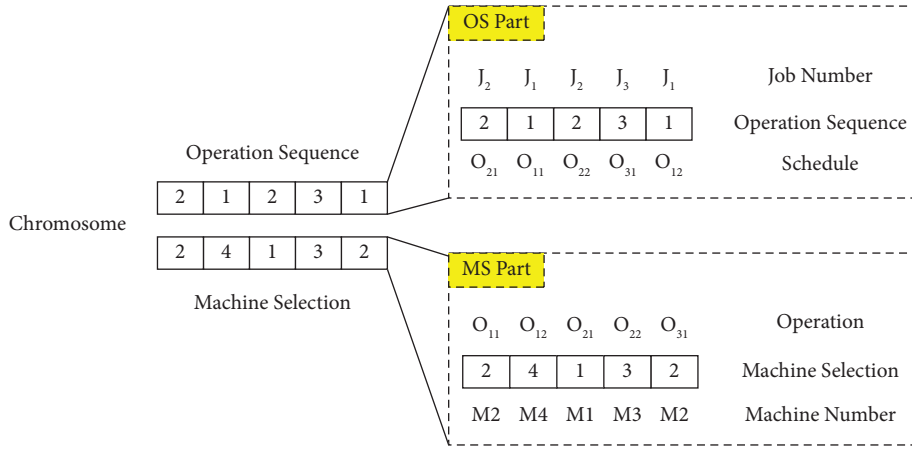 OS Part
J2 J1 J2 J3 J1 Job Number
2 1 2 3 1 Operation Sequence
O21 O11 O22 O31 O12 Schedule
Operation Sequence
2 1 2 3 1
Chromosome
2 4 1 3 2
Machine Selection
MS Part
O11 O12 O21 O22 O31 Operation
2 4 1 3 2 Machine Selection
M2 M4 M1 M3 M2 Machine Number